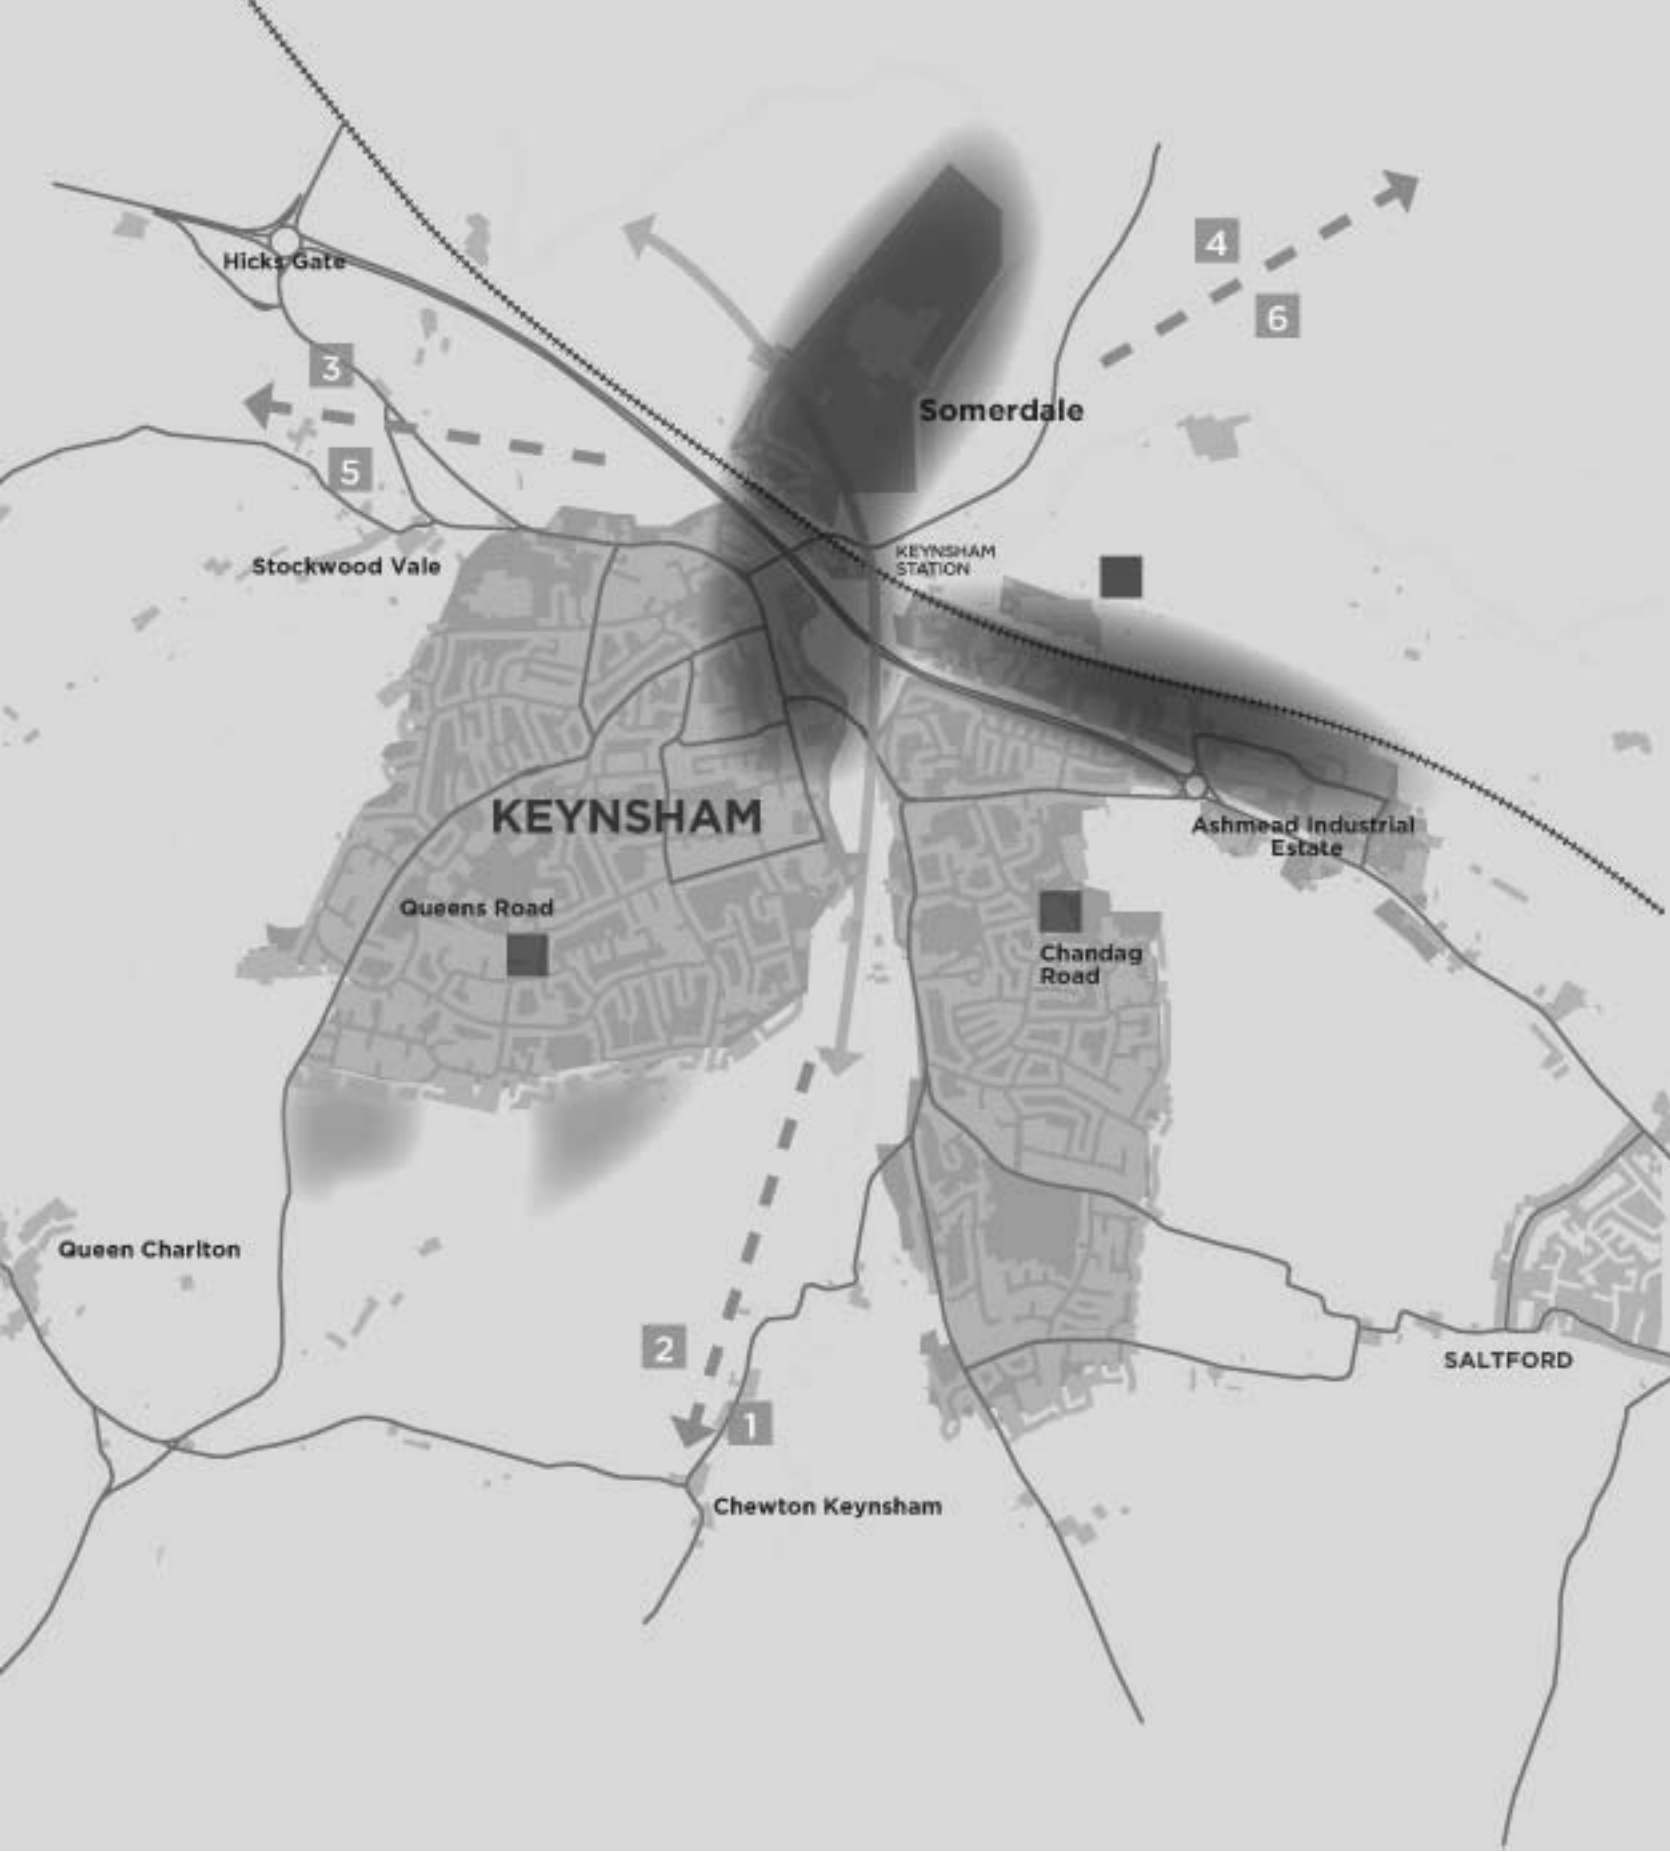 4
Hicks Gate
6
3
Somerdale
5
KEYNSHAM
STATION
Stockwood Vale
KEYNSHAM
Ashmead Industrial
Estate
Queens Road
Chandag
Road
Queen Charlton
2
SALTFORD
1
Chewton Keynsham